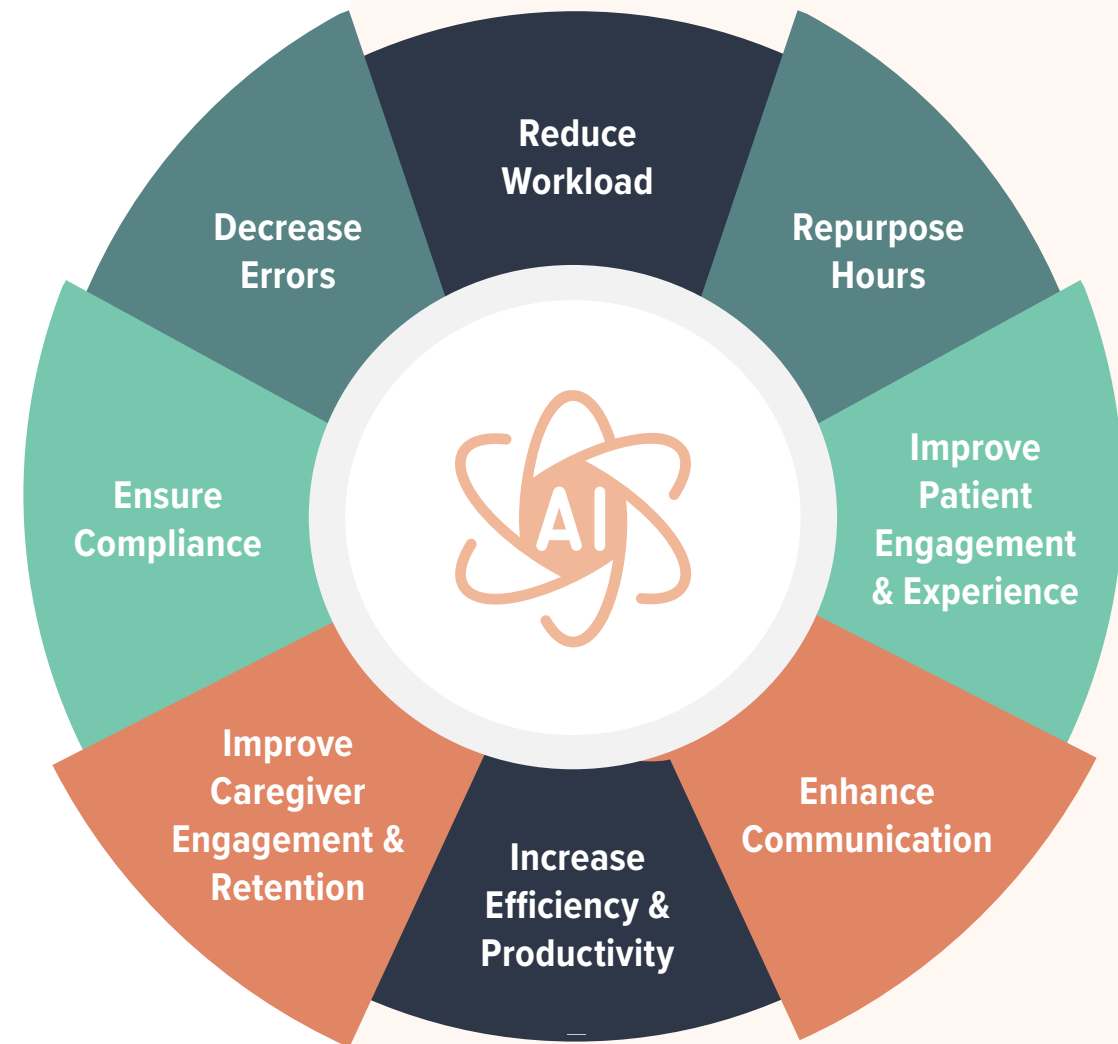 Reduce
Workload
Repurpose
Hours
Improve
Patient
Engagement
& Experience
Enhance
Communication
Increase
Efficiency &
Productivity
Improve
Caregiver
Engagement &
Retention
Ensure
Compliance
Decrease
Errors
AI